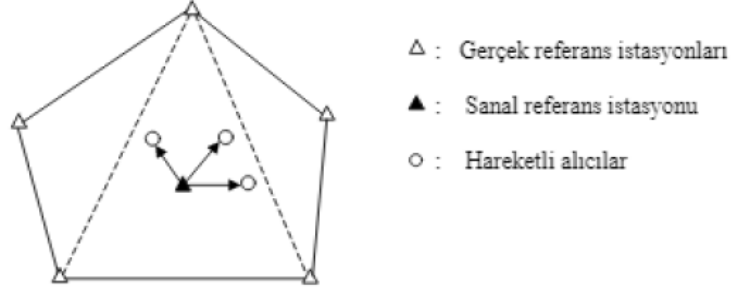 △ : Gerçek referans istasyonları
▲ : Sanal referans istasyonu
○ : Hareketli alıcılar